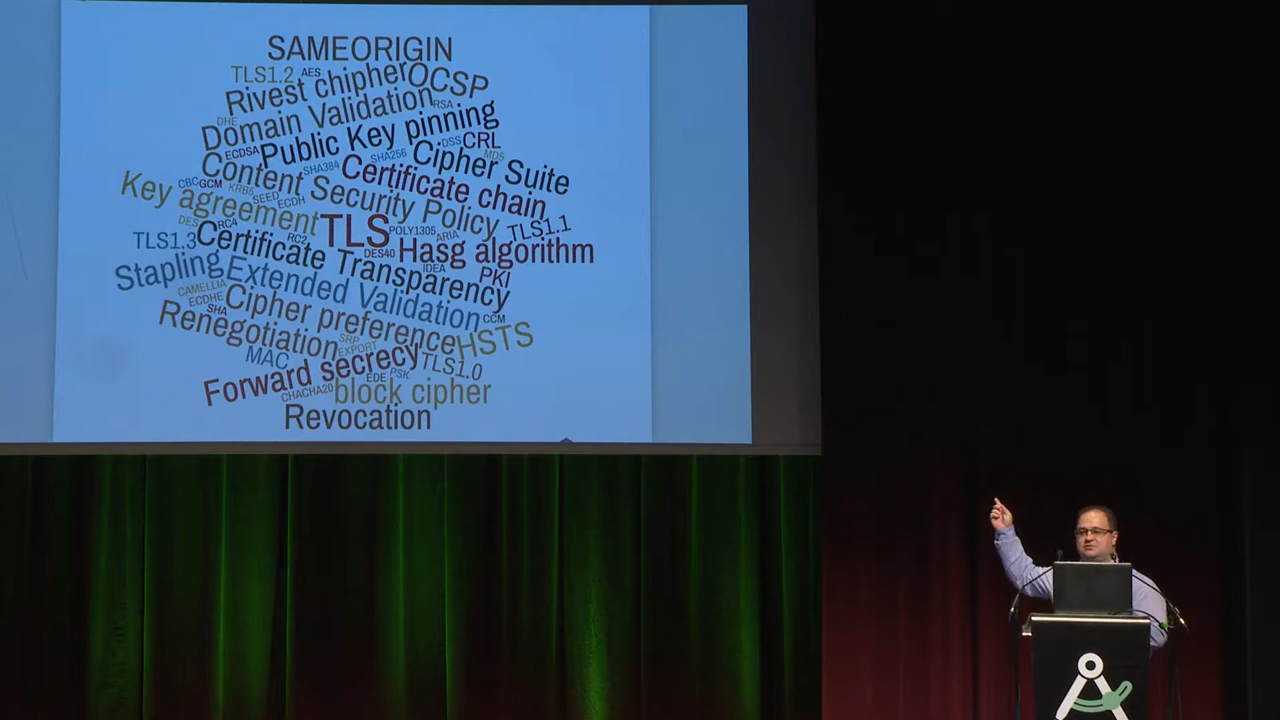 SAMEORIGIN
TLS1.2 AES Rivest chipher OCSP
DHE Domain Validation RSA
ECDSA Public Key pinning DSS CRL
SHA256 Cipher Suite MD5
Content Security Policy SHA384 Certificate chain
CBC GCM KRB5 SEED ECDH
Key agreement TLS POLY1305 ARIA TLS1.1
DES RC4 RC2
TLS1.3 Certificate Transparency DES40 Hasg algorithm
IDEA PKI
Stapling Extended Validation CCM
CAMELLIA ECDHE Cipher preference HSTS
SHA Renegotiation SRP EXPORT
MAC Forward secrecy TLS1.0
CHACHA20 EDE PSK block cipher
Revocation